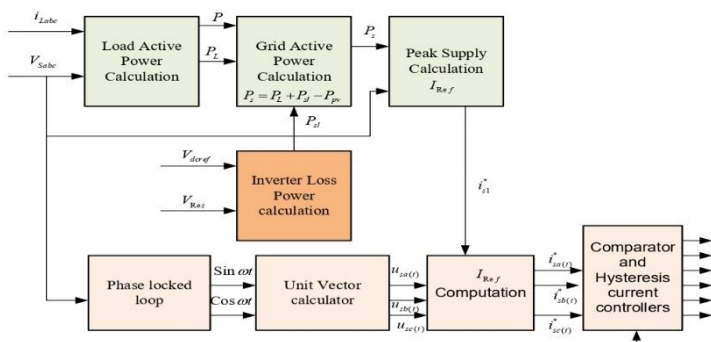 i_Labc
V_Sabc
Load Active
Power
Calculation
P
P_L
Grid Active
Power
Calculation
P_s = P_L + P_sl − P_pv
P_s
Peak Supply
Calculation
I_Ref
P_sl
V_dcref
V_Res
Inverter Loss
Power
calculation
i*_s1
Phase locked
loop
Sin ωt
Cos ωt
Unit Vector
calculator
u_sa(t)
u_sb(t)
u_sc(t)
I_Ref
Computation
i*_sa(t)
i*_sb(t)
i*_sc(t)
Comparator
and
Hysteresis
current
controllers